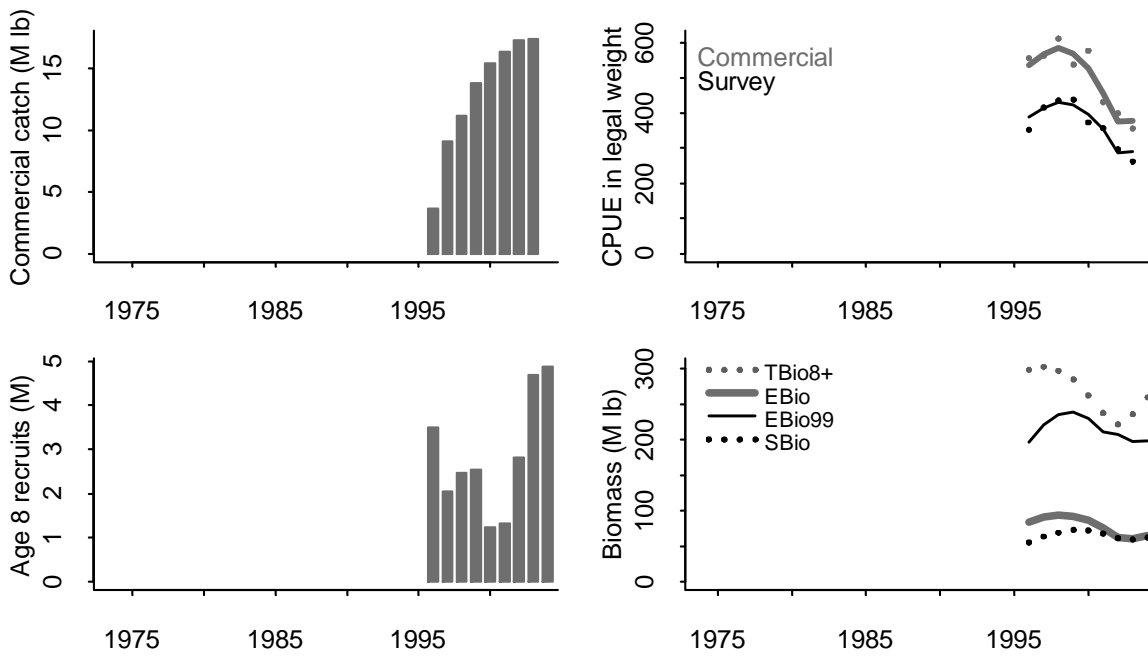 Commercial catch (M lb)
0 5 10 15
1975 1985 1995
CPUE in legal weight
0 200 400 600
Commercial
Survey
1975 1985 1995
Age 8 recruits (M)
0 1 2 3 4 5
1975 1985 1995
Biomass (M lb)
0 100 200 300
TBio8+
EBio
EBio99
SBio
1975 1985 1995